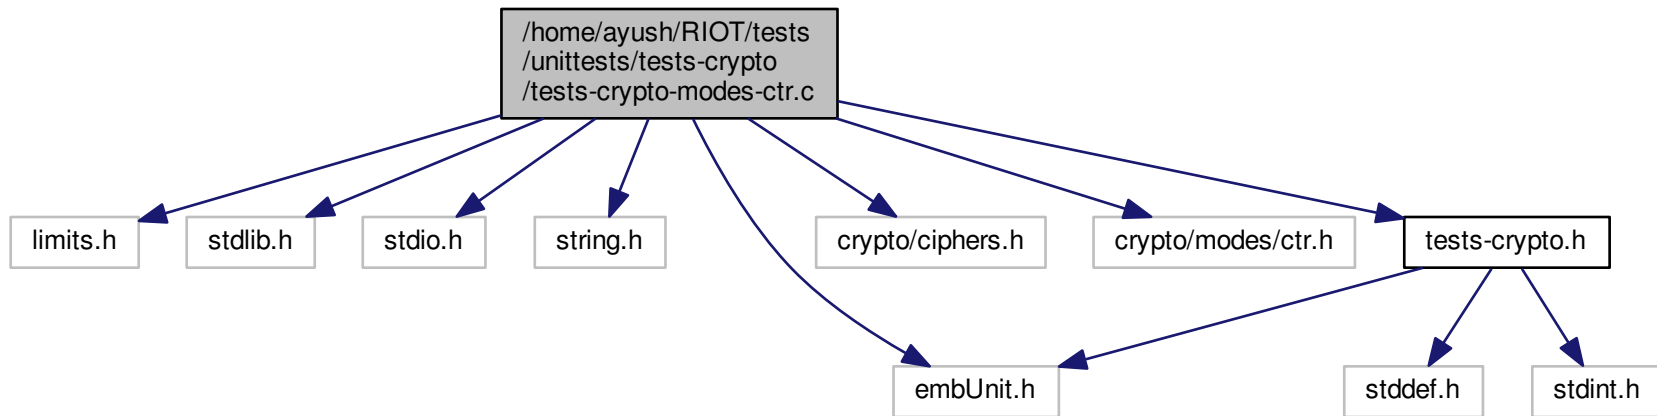 /home/ayush/RIOT/tests
/unittests/tests-crypto
/tests-crypto-modes-ctr.c
limits.h
stdlib.h
stdio.h
string.h
crypto/ciphers.h
crypto/modes/ctr.h
tests-crypto.h
embUnit.h
stddef.h
stdint.h